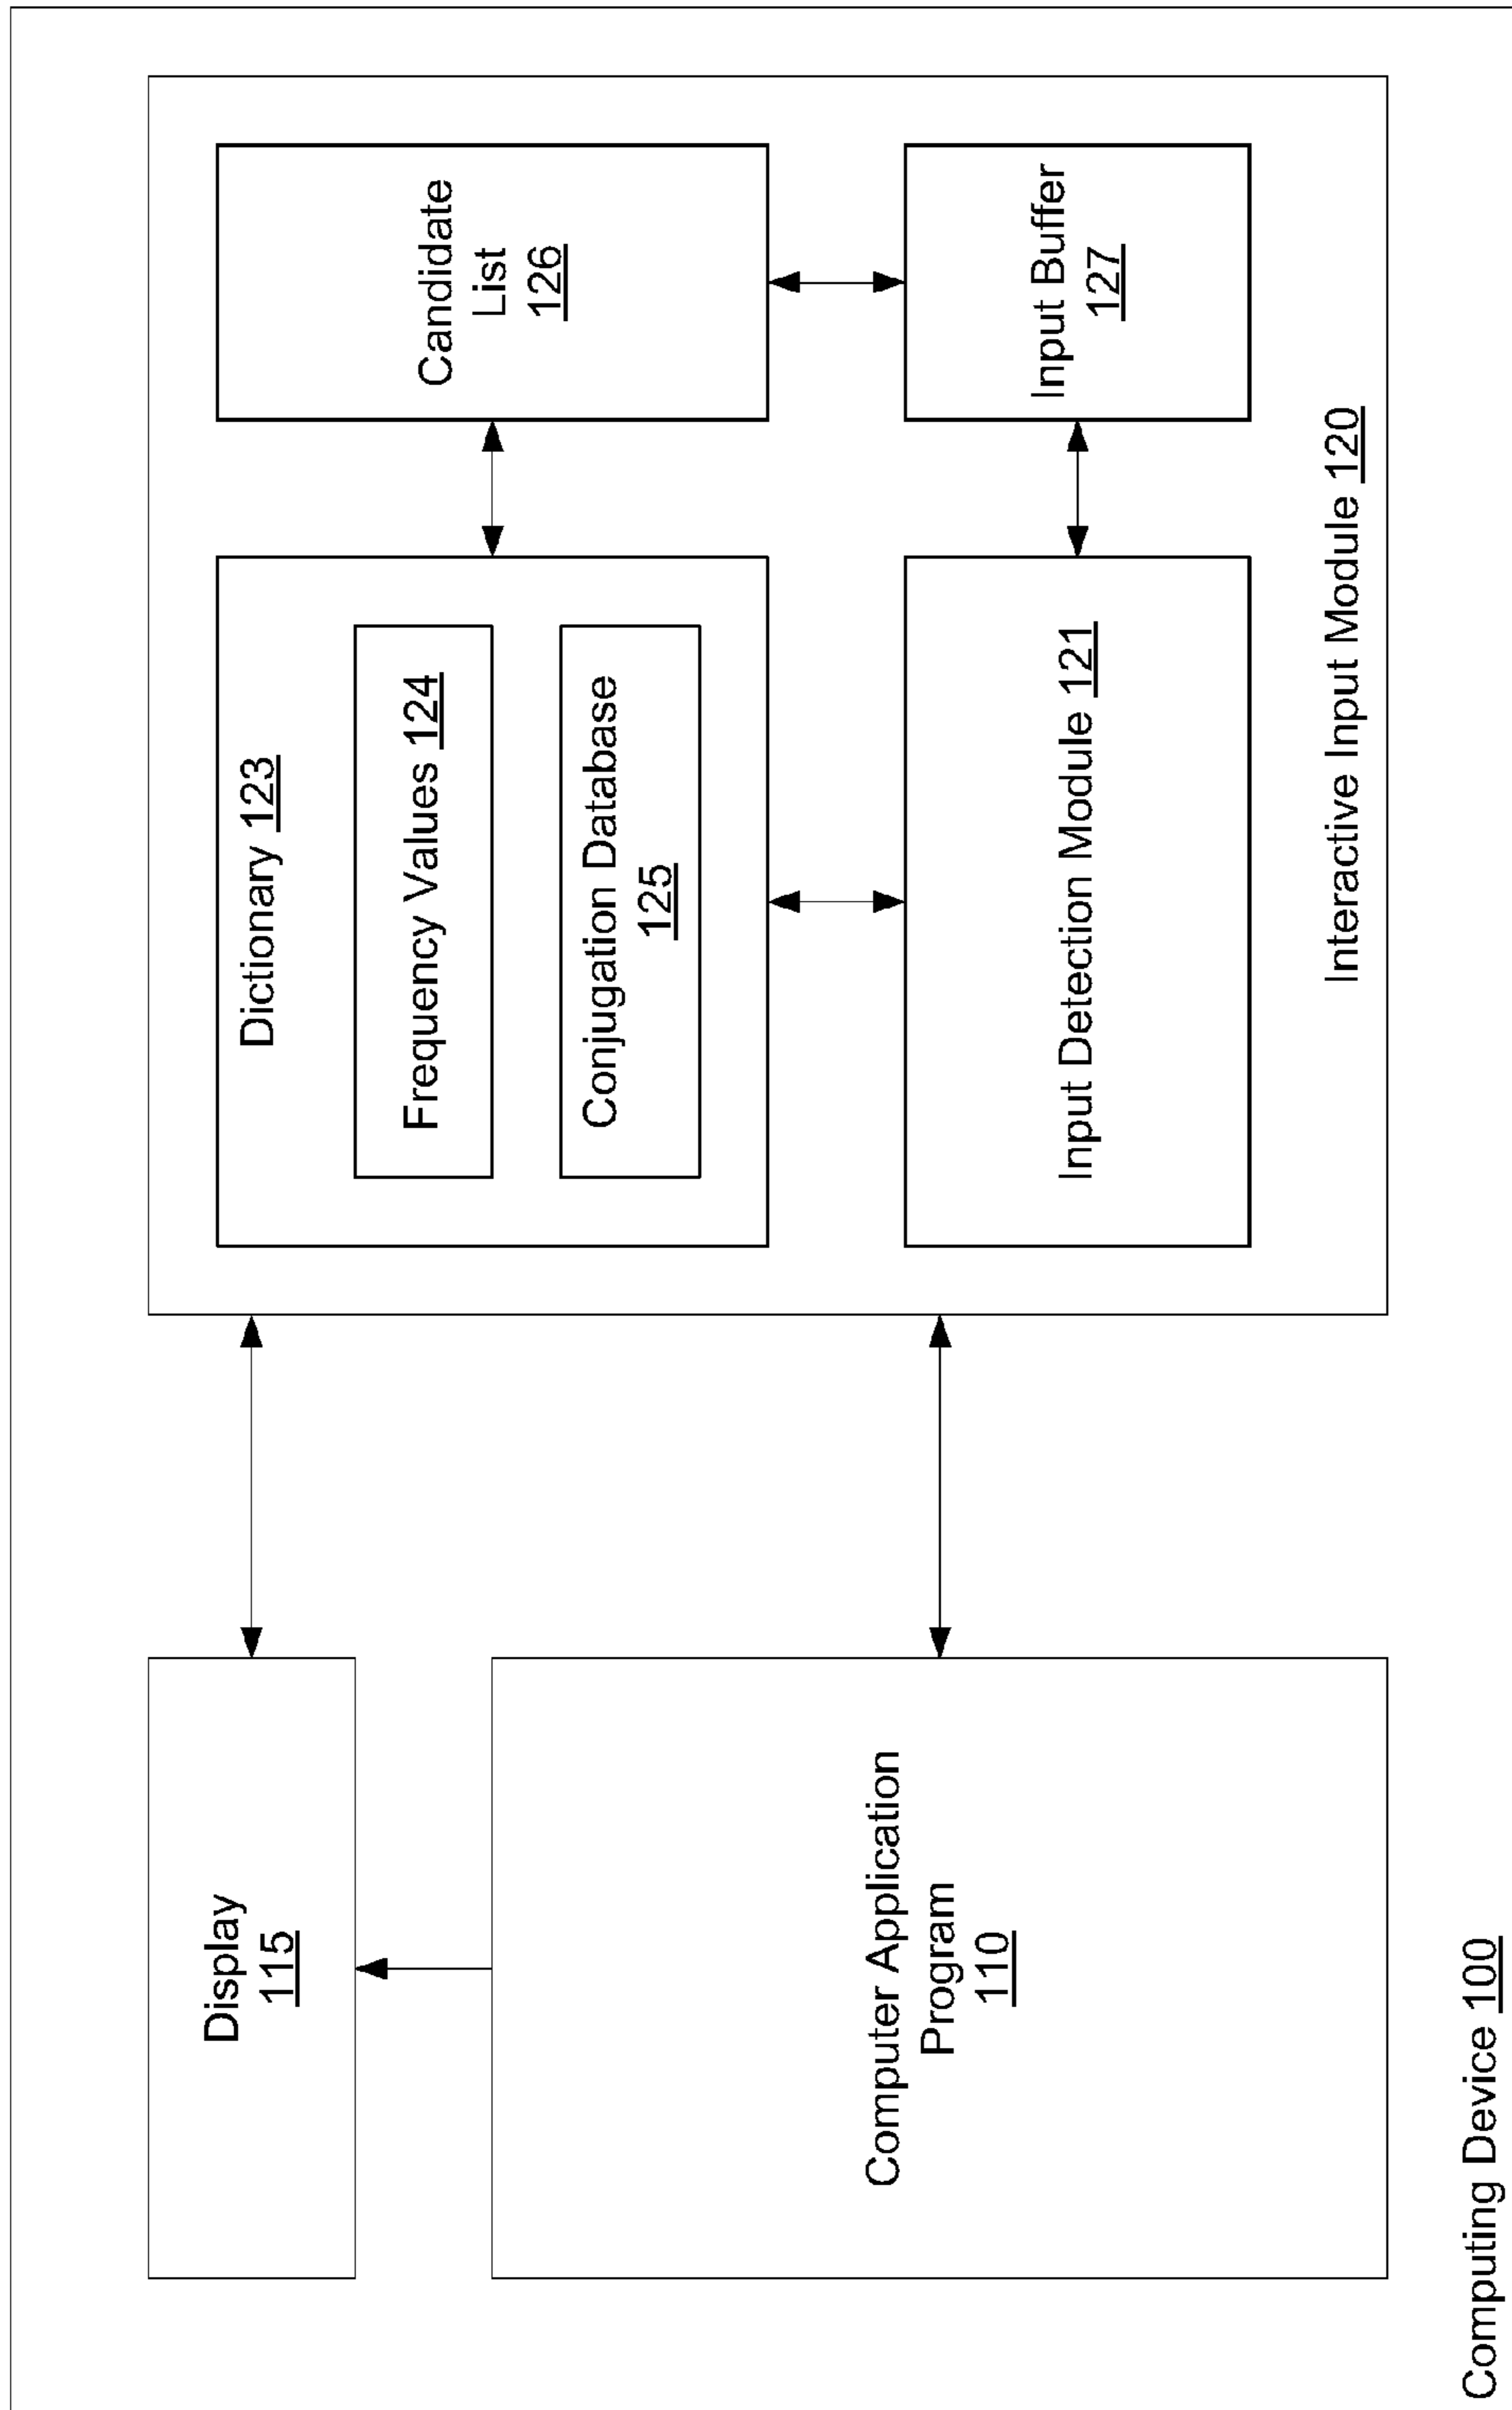 Display
115
Computer Application
Program
110
Dictionary 123
Frequency Values 124
Conjugation Database
125
Candidate
List
126
Input Detection Module 121
Input Buffer
127
Interactive Input Module 120
Computing Device 100